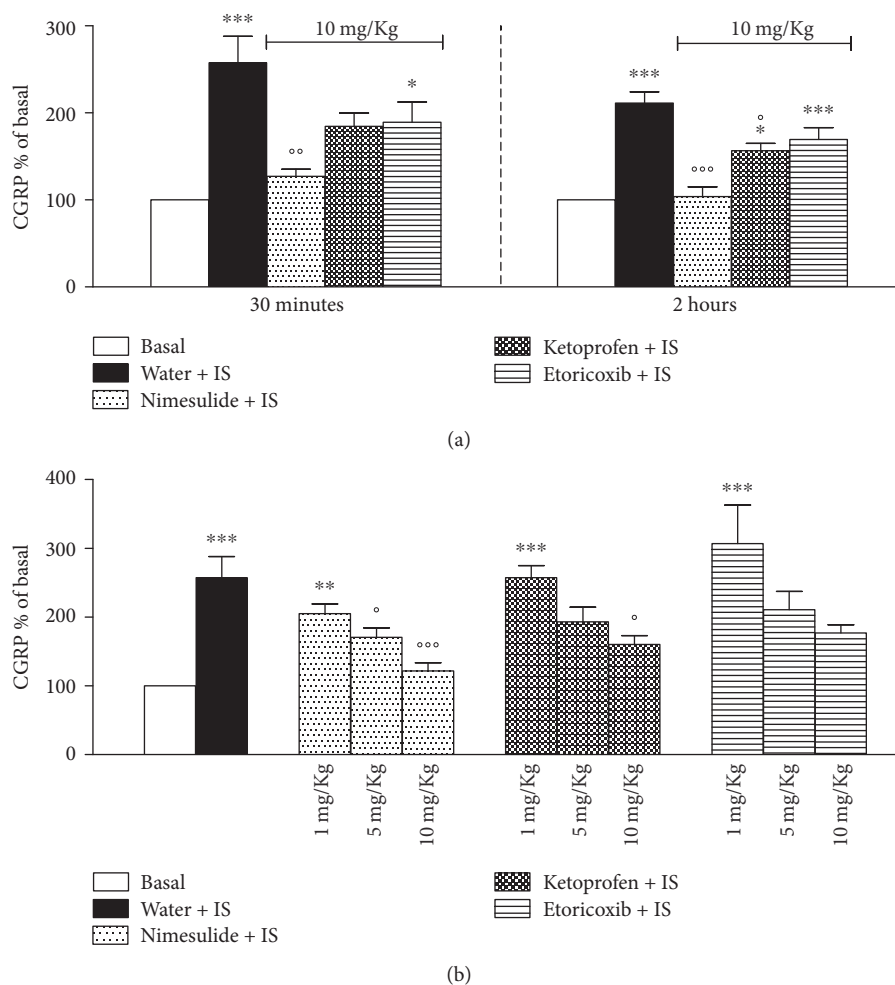 300
200
100
0
CGRP % of basal
***
10 mg/Kg
°°
*
10 mg/Kg
***
°°°
°
*
***
30 minutes
2 hours
Basal
Water + IS
Nimesulide + IS
Ketoprofen + IS
Etoricoxib + IS
(a)
400
300
200
100
0
CGRP % of basal
***
**
°
°°°
***
°
***
1 mg/Kg
5 mg/Kg
10 mg/Kg
1 mg/Kg
5 mg/Kg
10 mg/Kg
1 mg/Kg
5 mg/Kg
10 mg/Kg
Basal
Water + IS
Nimesulide + IS
Ketoprofen + IS
Etoricoxib + IS
(b)